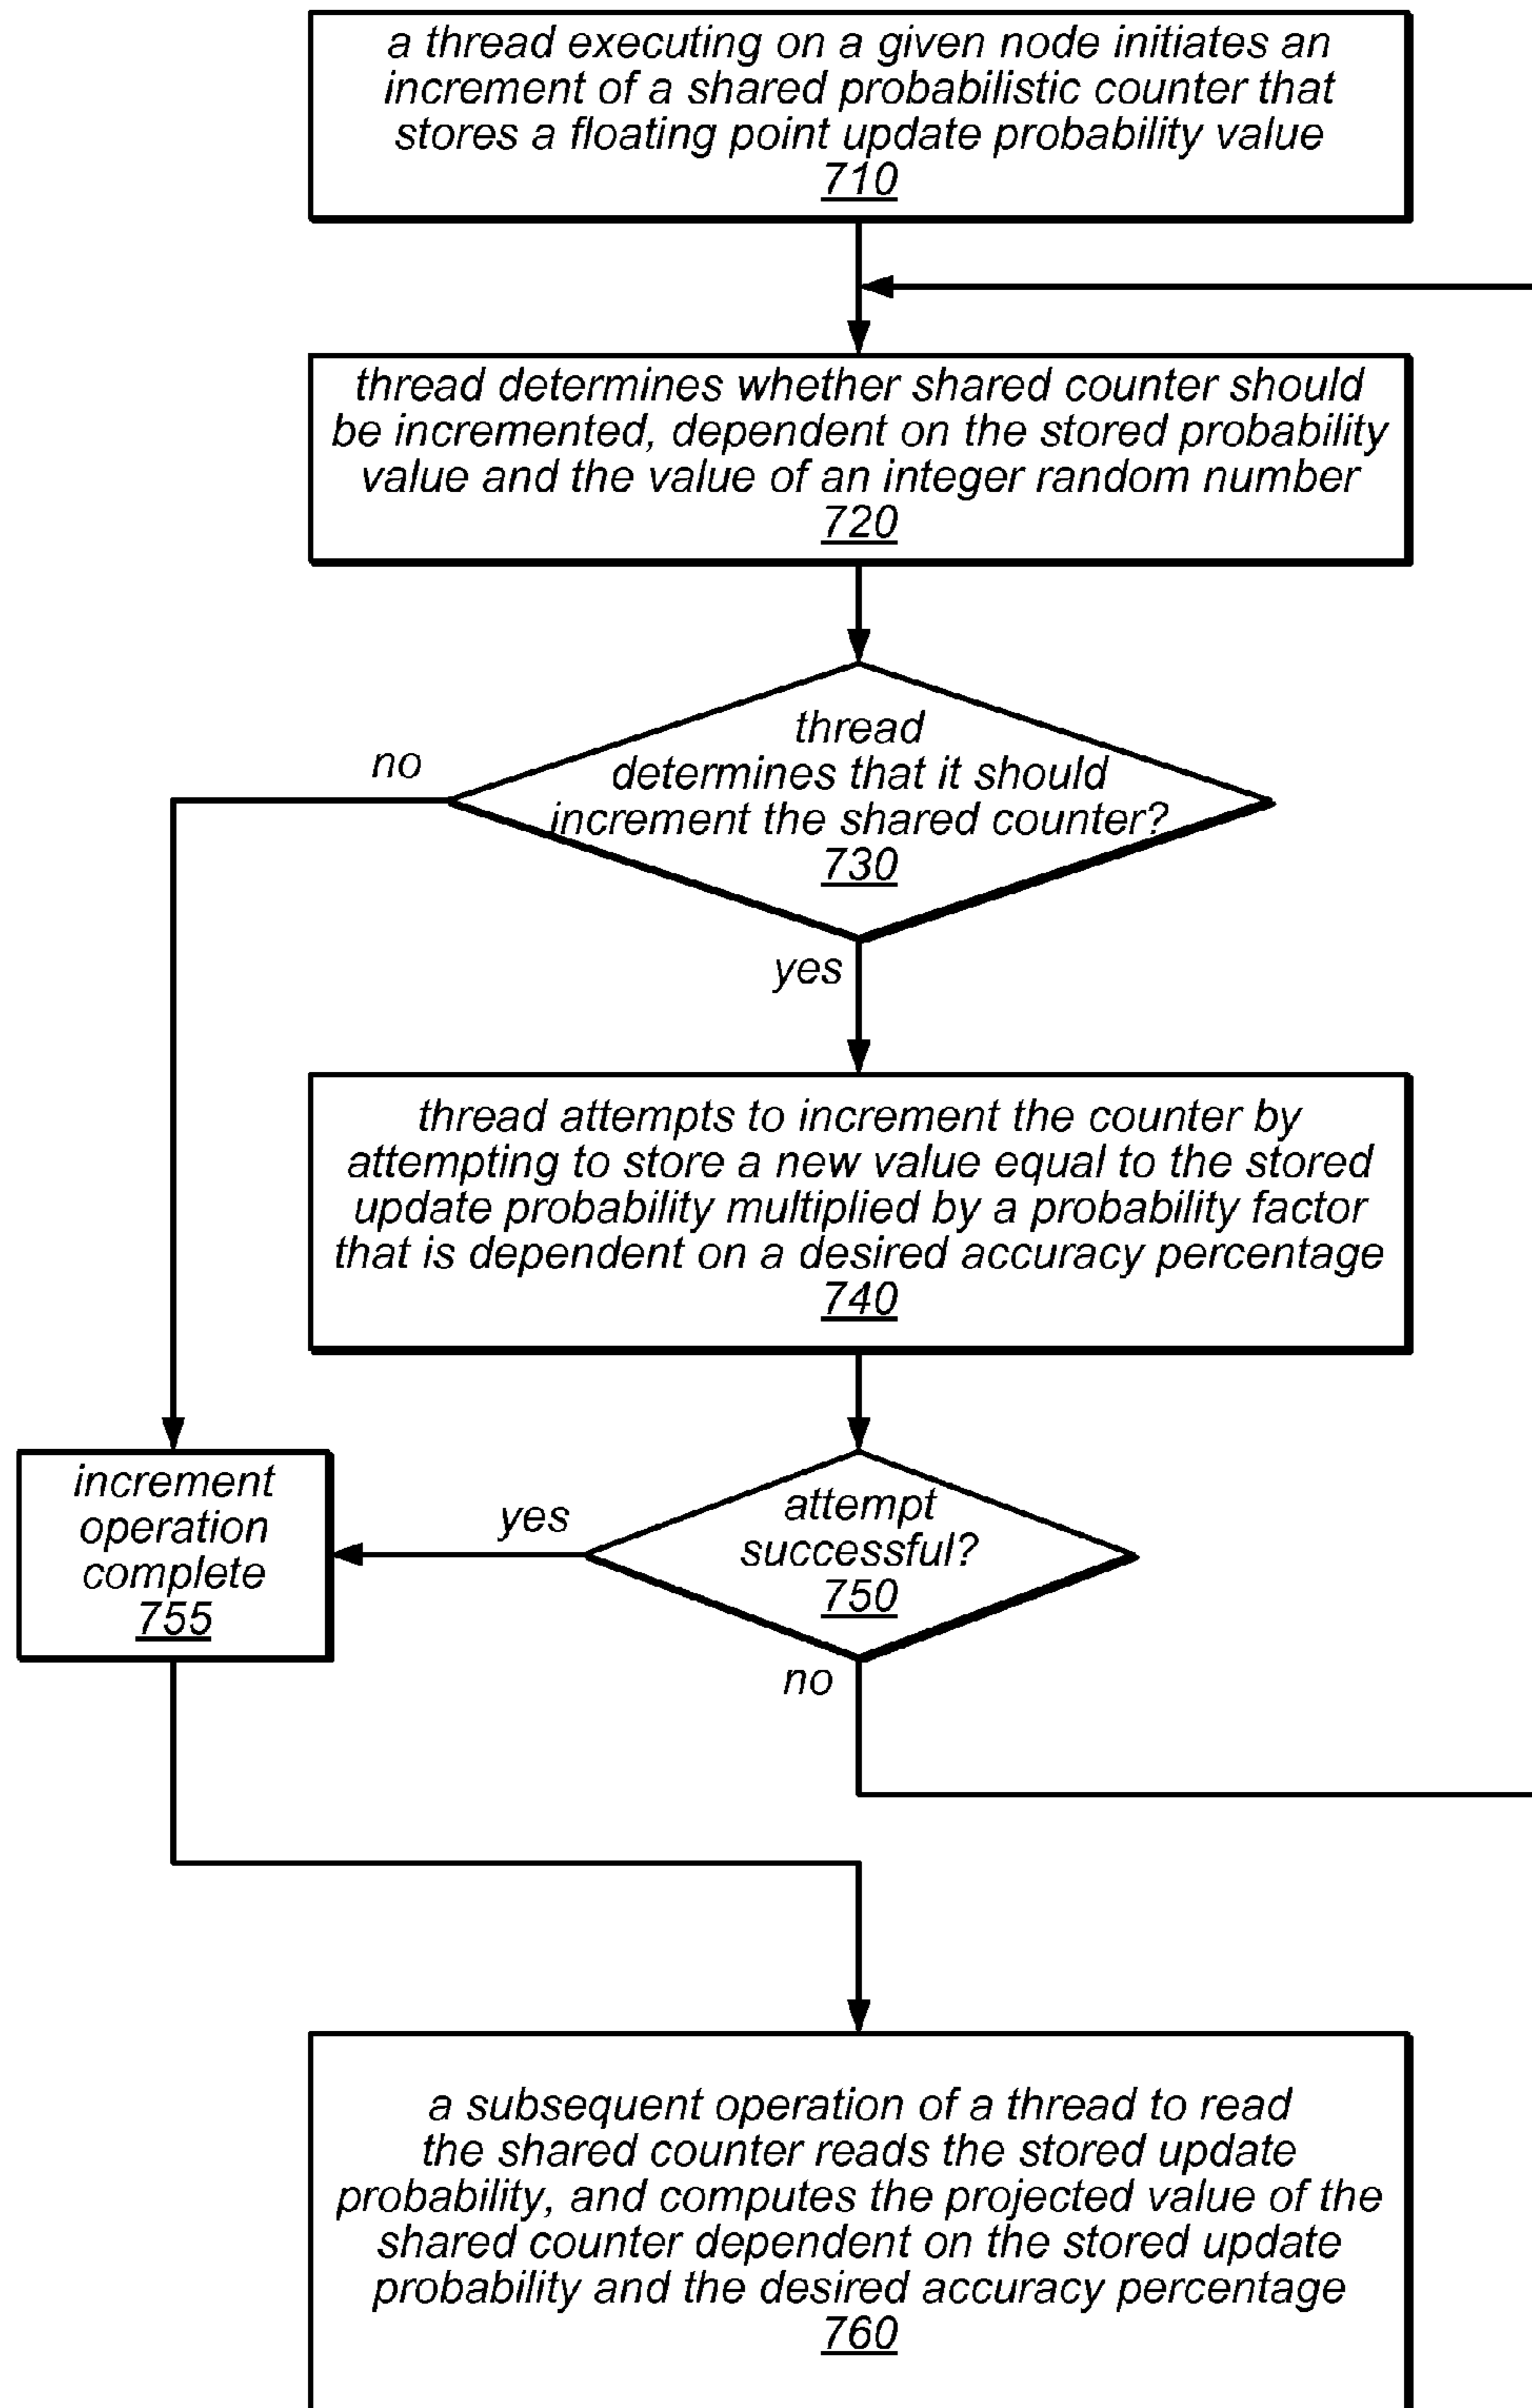 a thread executing on a given node initiates an
increment of a shared probabilistic counter that
stores a floating point update probability value
710
thread determines whether shared counter should
be incremented, dependent on the stored probability
value and the value of an integer random number
720
thread
determines that it should
increment the shared counter?
730
no
yes
thread attempts to increment the counter by
attempting to store a new value equal to the stored
update probability multiplied by a probability factor
that is dependent on a desired accuracy percentage
740
increment
operation
complete
755
yes
attempt
successful?
750
no
a subsequent operation of a thread to read
the shared counter reads the stored update
probability, and computes the projected value of the
shared counter dependent on the stored update
probability and the desired accuracy percentage
760